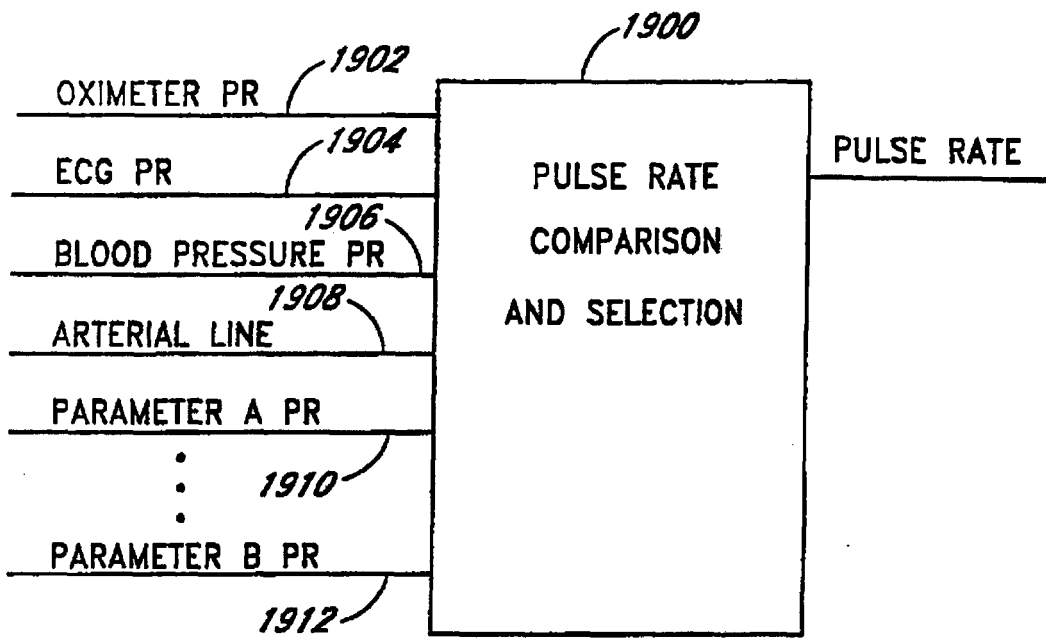 1900
1902
OXIMETER PR
1904
ECG PR
1906
BLOOD PRESSURE PR
1908
ARTERIAL LINE
PARAMETER A PR
1910
PARAMETER B PR
1912
PULSE RATE
COMPARISON
AND SELECTION
PULSE RATE